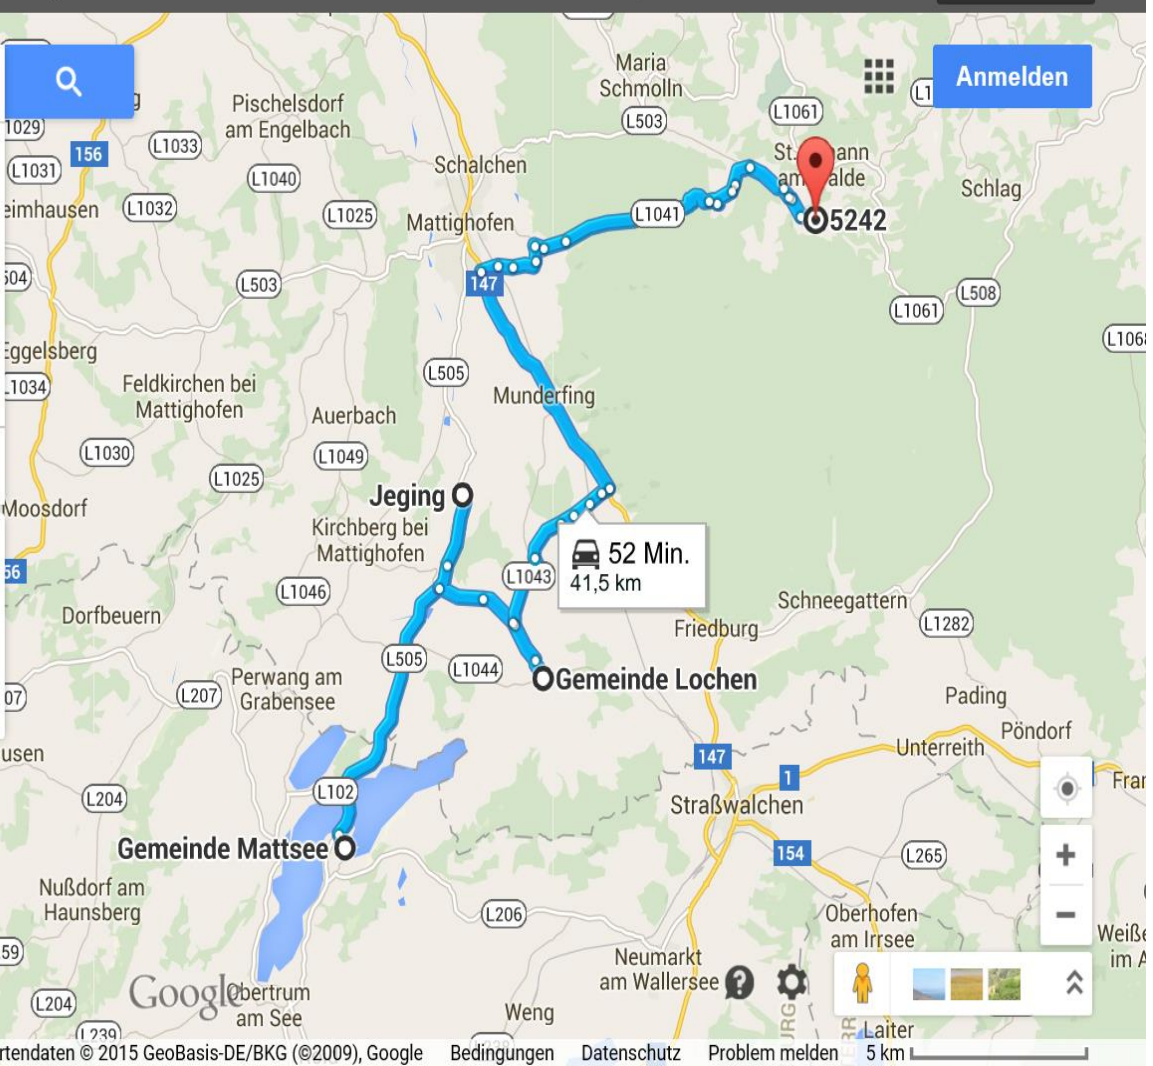 Maria
Schmolln
Anmelden
Pischelsdorf
am Engelbach
L503
L1061
1029)
156
L1033
Schalchen
L1031
L1040
Schlag
eimhausen
L1032
L1025
Mattighofen
L1041
5242
504
L503
147
L508
L1061
Eggelsberg
L1034
L505
Feldkirchen bei
Mattighofen
Munderfing
Auerbach
L1030
L1049
L1025
Jeging
Moosdorf
Kirchberg bei
Mattighofen
52 Min.
41,5 km
56
L1043
L1046
Schneegattern
Dorfbeuern
L1282
Friedburg
L505
L1044
Perwang am
Grabensee
Gemeinde Lochen
07
L207
Pading
Pöndorf
usen
Unterreith
147
1
L102
L204
Straßwalchen
Gemeinde Mattsee
154
L265
Nußdorf am
Haunsberg
L206
Oberhofen
am Irrsee
59
Neumarkt
am Wallersee
Google
L204
Obertrum
am See
Weng
L239
Laiter
rtendaten © 2015 GeoBasis-DE/BKG (©2009), Google Bedingungen Datenschutz Problem melden 5 km